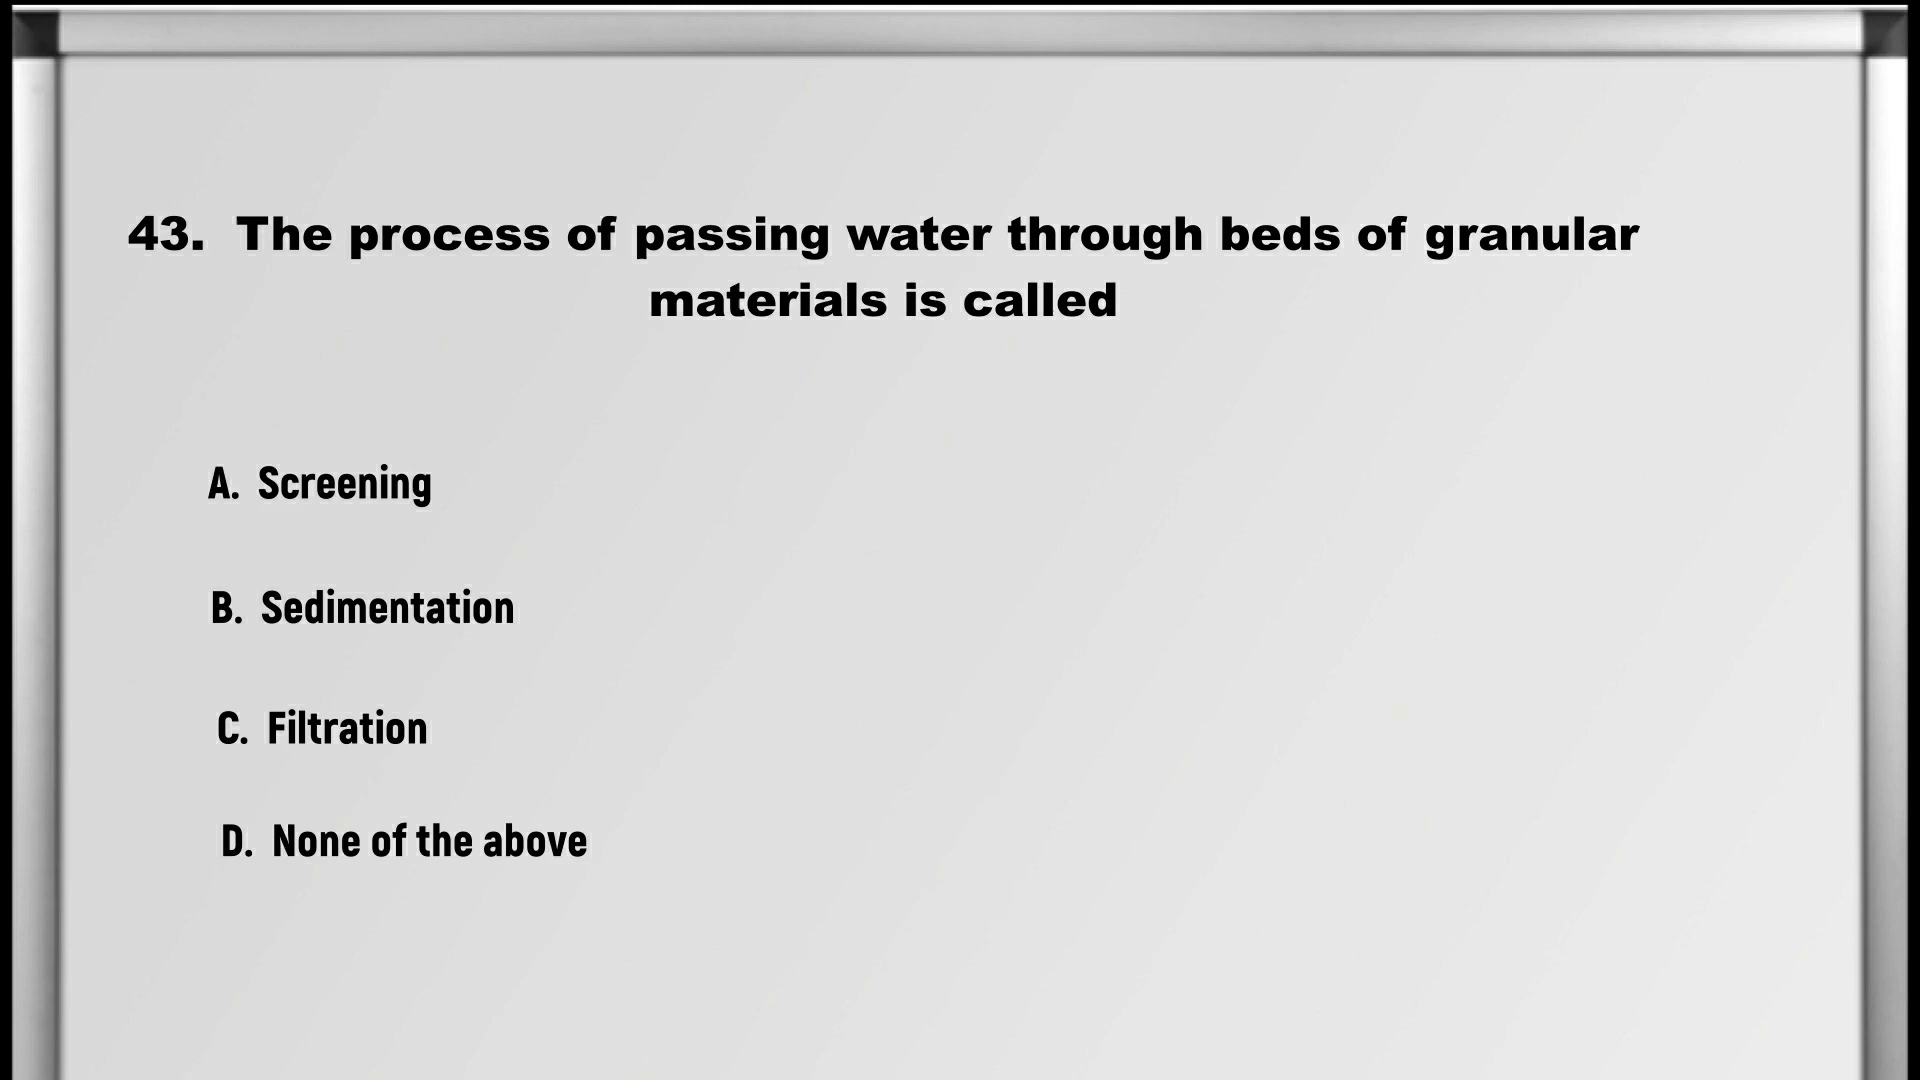 43. The process of passing water through beds of granular
materials is called
A. Screening
B. Sedimentation
C. Filtration
D. None of the above